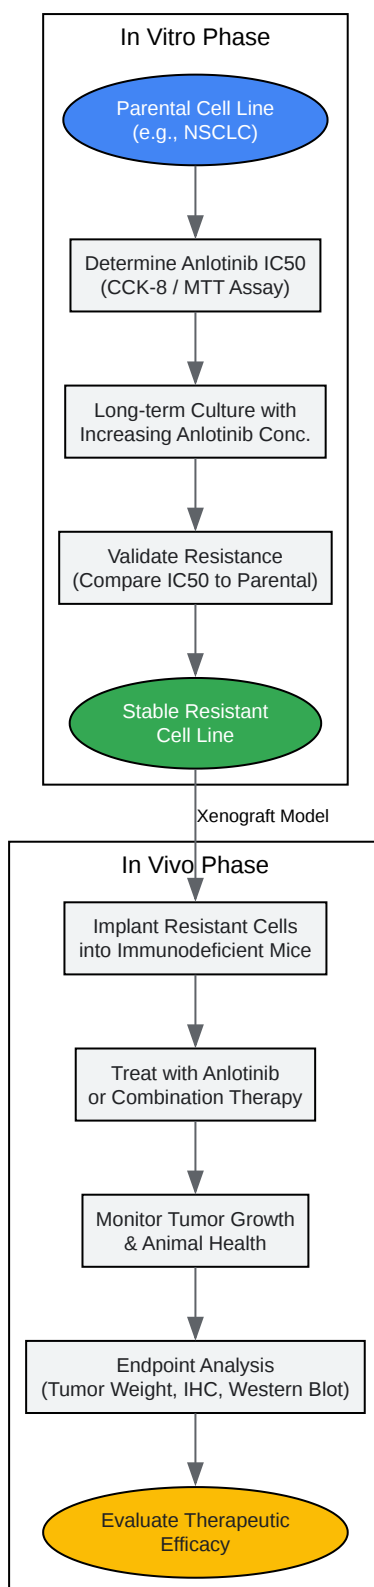 In Vitro Phase
Parental Cell Line
(e.g., NSCLC)
Determine Anlotinib IC50
(CCK-8 / MTT Assay)
Long-term Culture with
Increasing Anlotinib Conc.
Validate Resistance
(Compare IC50 to Parental)
Stable Resistant
Cell Line
Xenograft Model
In Vivo Phase
Implant Resistant Cells
into Immunodeficient Mice
Treat with Anlotinib
or Combination Therapy
Monitor Tumor Growth
& Animal Health
Endpoint Analysis
(Tumor Weight, IHC, Western Blot)
Evaluate Therapeutic
Efficacy